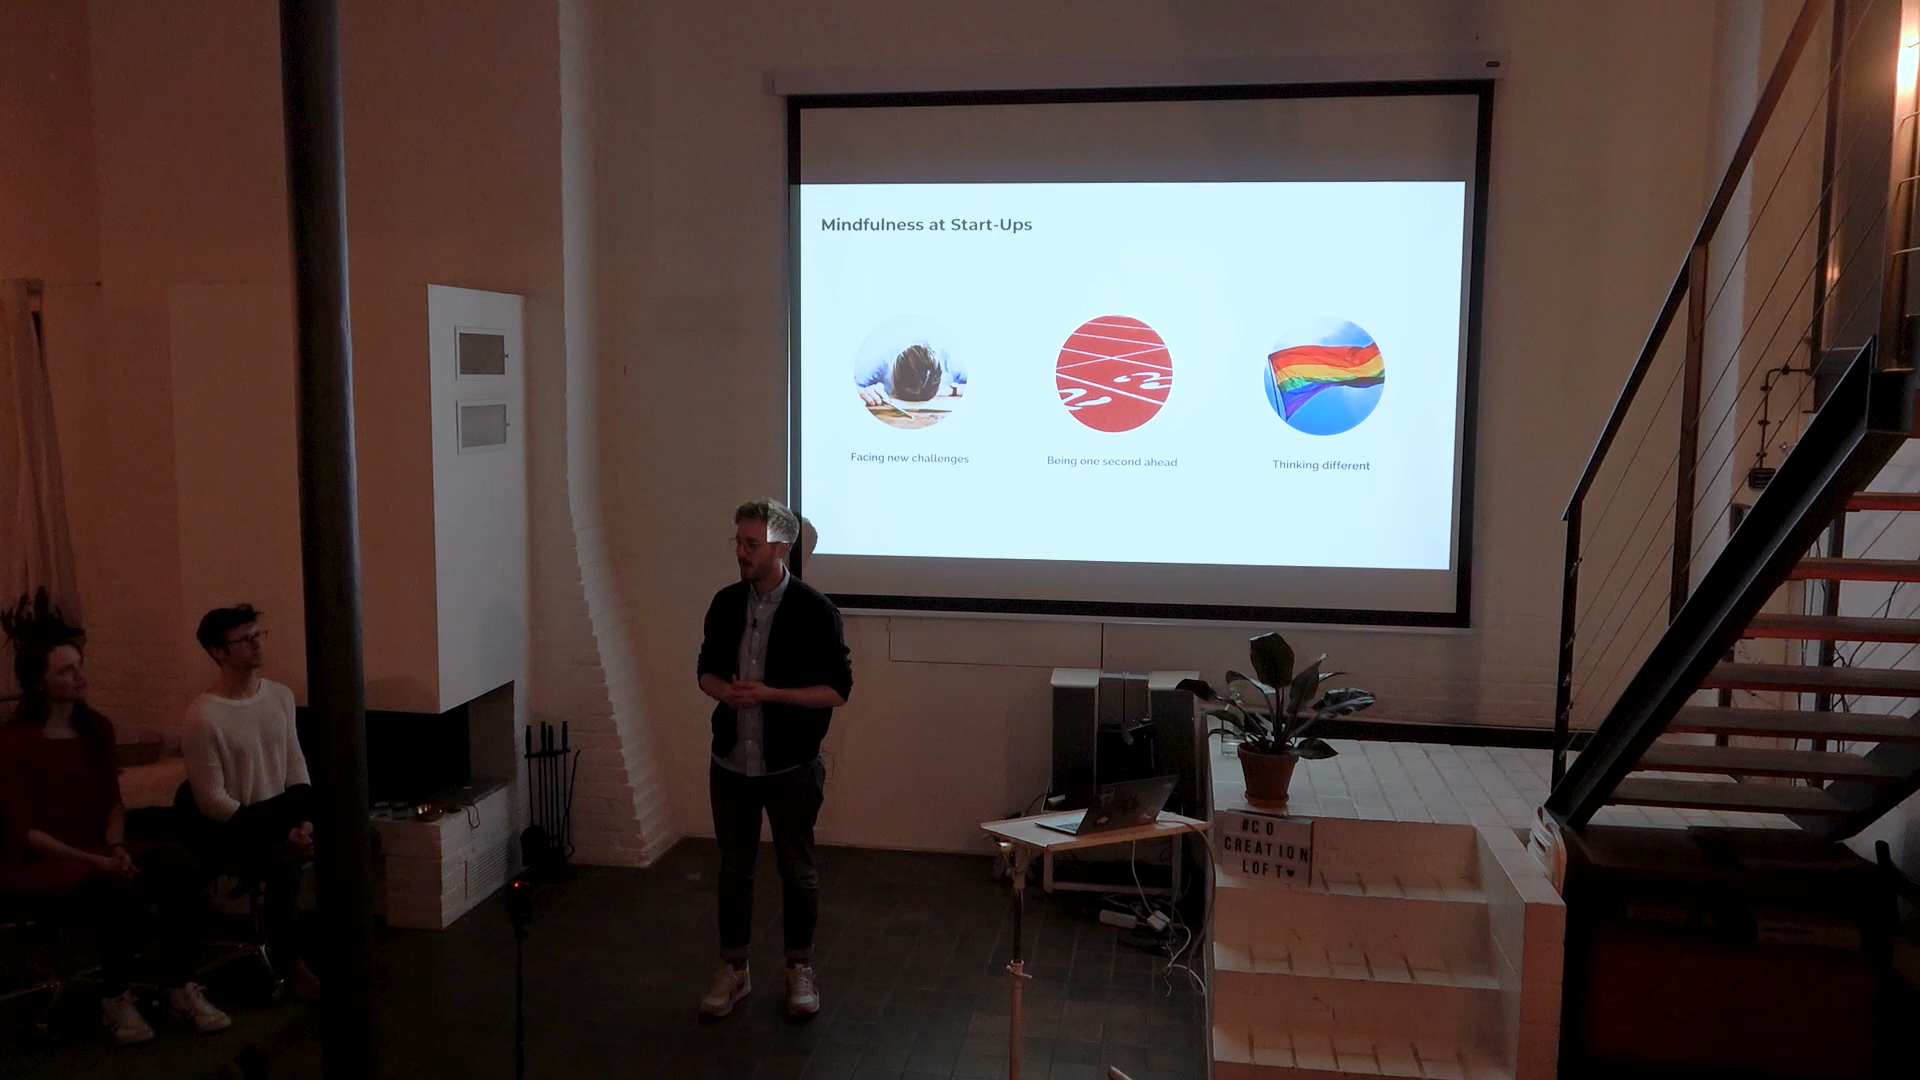 Mindfulness at Start-Ups
Facing new challenges
Being one second ahead
Thinking different
#CO
CREATION
LOFT♥